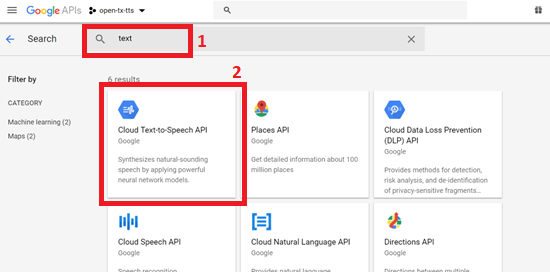 Google APIs
open-tx-tts
Search
text
1
Filter by
CATEGORY
Machine learning (2)
Maps (2)
6 results
2
Cloud Text-to-Speech API
Google
Synthesizes natural-sounding
speech by applying powerful
neural network models.
Places API
Google
Get detailed information about 100
million places
Cloud Data Loss Prevention
(DLP) API
Google
Provides methods for detection,
risk analysis, and de-identification
of privacy-sensitive fragments...
Cloud Speech API
Google
Speech recognition
Cloud Natural Language API
Google
Provides natural language
Directions API
Google
Directions between multiple